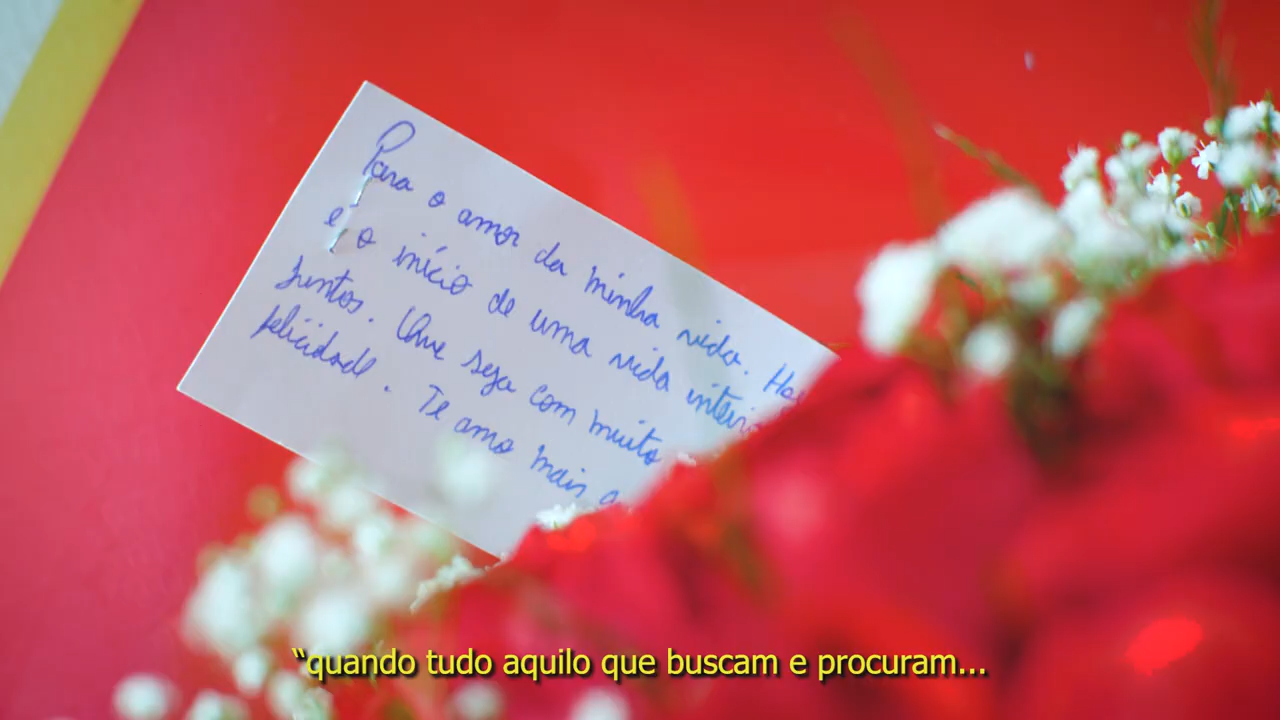 Para o amor da minha vida. Ho
é o início de uma vida inteir
juntos. Que seja com muito
felicidade. Te amo mais
“quando tudo aquilo que buscam e procuram...